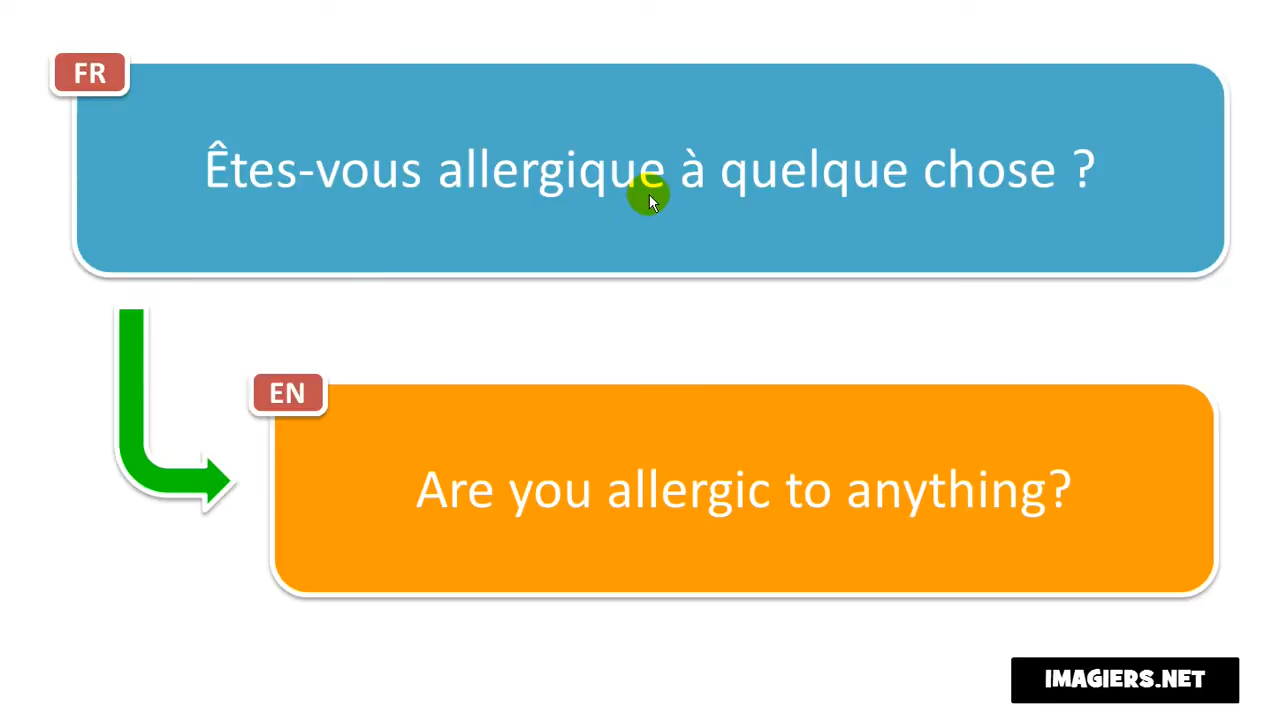 FR
Êtes-vous allergique à quelque chose ?
EN
Are you allergic to anything?
IMAGIERS.NET